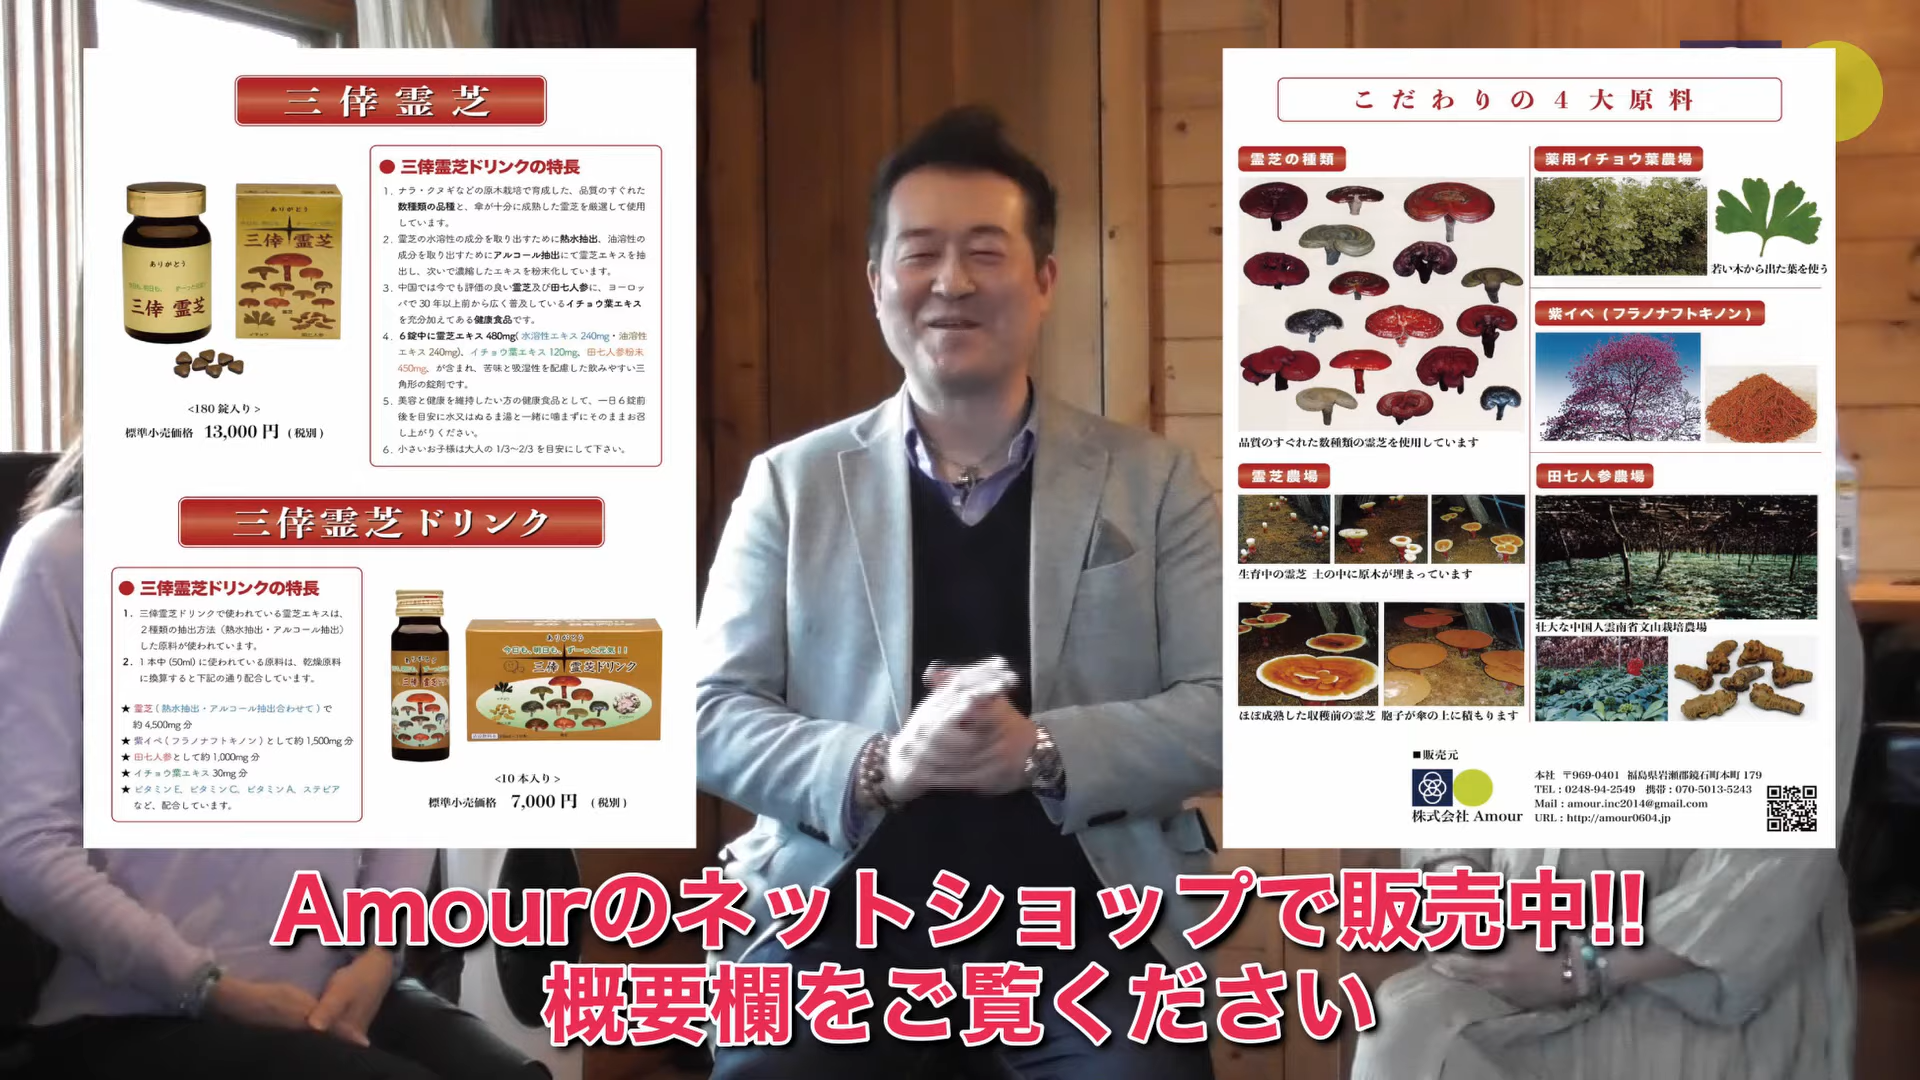 三倖霊芝
● 三倖霊芝ドリンクの特長
1. ナラ・クヌギなどの原木栽培で育成した、品質のすぐれた
数種類の品種と、傘が十分に成熟した霊芝を厳選して使用
しています。
2. 霊芝の水溶性の成分を取り出すために熱水抽出、油溶性の
成分を取り出すためにアルコール抽出にて霊芝エキスを抽
出し、次いで濃縮したエキスを粉末化しています。
3. 中国では今でも評価の良い霊芝及び田七人参に、ヨーロッ
パで30年以上前から広く普及しているイチョウ葉エキス
を充分加えてある健康食品です。
4. 6錠中に霊芝エキス480mg(水溶性エキス240mg・油溶性
エキス240mg)、イチョウ葉エキス120mg、田七人参粉末
450mg、が含まれ、苦味と吸湿性を配慮した飲みやすい三
角形の錠剤です。
5. 美容と健康を維持したい方の健康食品として、一日6錠前
後を目安に水又はぬるま湯と一緒に噛まずにそのままお召
し上がりください。
6. 小さいお子様は大人の1/3〜2/3を目安にして下さい。
ありがとう
三倖 霊芝
ありがとう
三倖 霊芝
<180錠入り>
標準小売価格 13,000円 (税別)
三倖霊芝ドリンク
● 三倖霊芝ドリンクの特長
1. 三倖霊芝ドリンクで使われている霊芝エキスは、
2種類の抽出方法(熱水抽出・アルコール抽出)
した原料が使われています。
2. 1本中(50ml)に使われている原料は、乾燥原料
に換算すると下記の通り配合しています。
★ 霊芝(熱水抽出・アルコール抽出合わせて)で
約4,500mg分
★ 紫イペ(フラノナフトキノン)として約1,500mg分
★ 田七人参として約1,000mg分
★ イチョウ葉エキス30mg分
★ ビタミンE、ビタミンC、ビタミンA、ステビア
など、配合しています。
ありがとう
今日も、明日も、ずーっと元気!!
三倖 霊芝ドリンク
<10本入り>
標準小売価格 7,000円 (税別)
こだわりの4大原料
霊芝の種類
品質のすぐれた数種類の霊芝を使用しています
霊芝農場
生育中の霊芝 土の中に原木が埋まっています
ほぼ成熟した収穫前の霊芝 胞子が傘の上に積もります
薬用イチョウ葉農場
若い木から出た葉を使う
紫イペ(フラノナフトキノン)
田七人参農場
壮大な中国人雲南省文山栽培農場
■販売元
株式会社 Amour
本社 〒969-0401 福島県岩瀬郡鏡石町本町179
TEL:0248-94-2549 携帯:070-5013-5243
Mail:amour.inc2014@gmail.com
URL:http://amour0604.jp
Amourのネットショップで販売中!!
概要欄をご覧ください